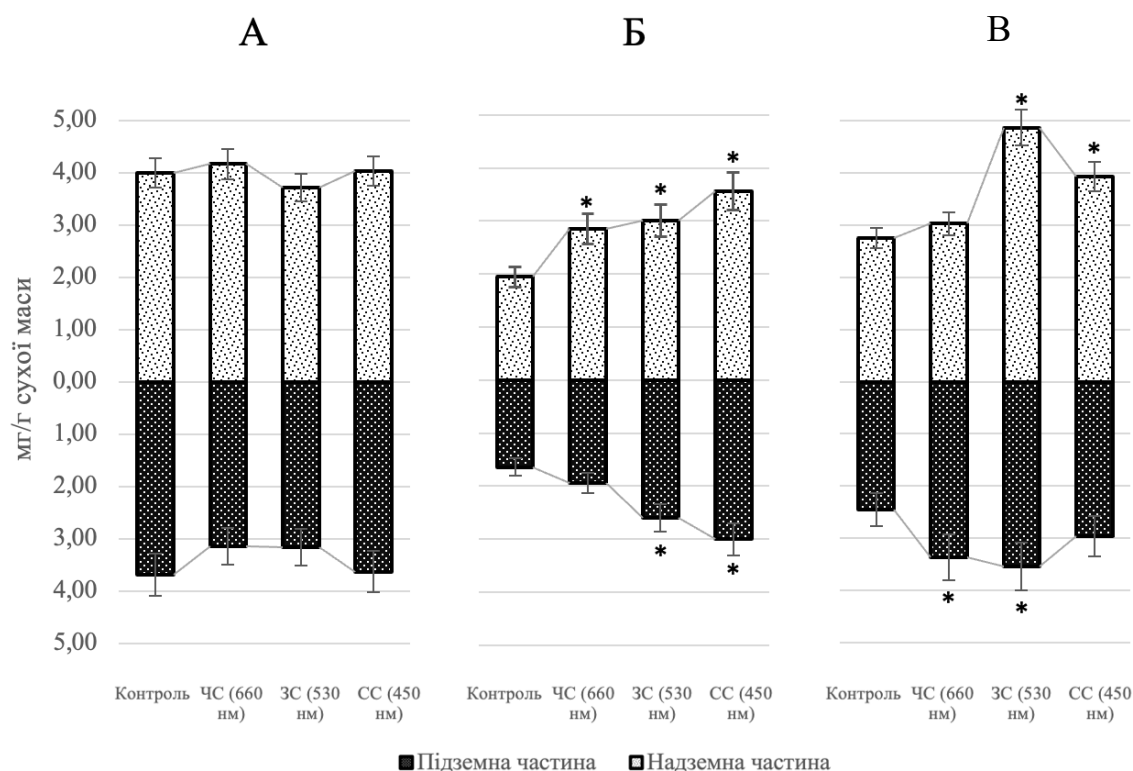 А Б В
5,00
4,00
3,00
2,00
1,00
0,00
1,00
2,00
3,00
4,00
5,00
мг/г сухої маси
* * * * *
* * * *
Контроль ЧС (660 ЗС (530 СС (450 Контроль ЧС (660 ЗС (530 СС (450 Контроль ЧС (660 ЗС (530 СС (450
нм) нм) нм) нм) нм) нм) нм) нм) нм)
Підземна частина Надземна частина